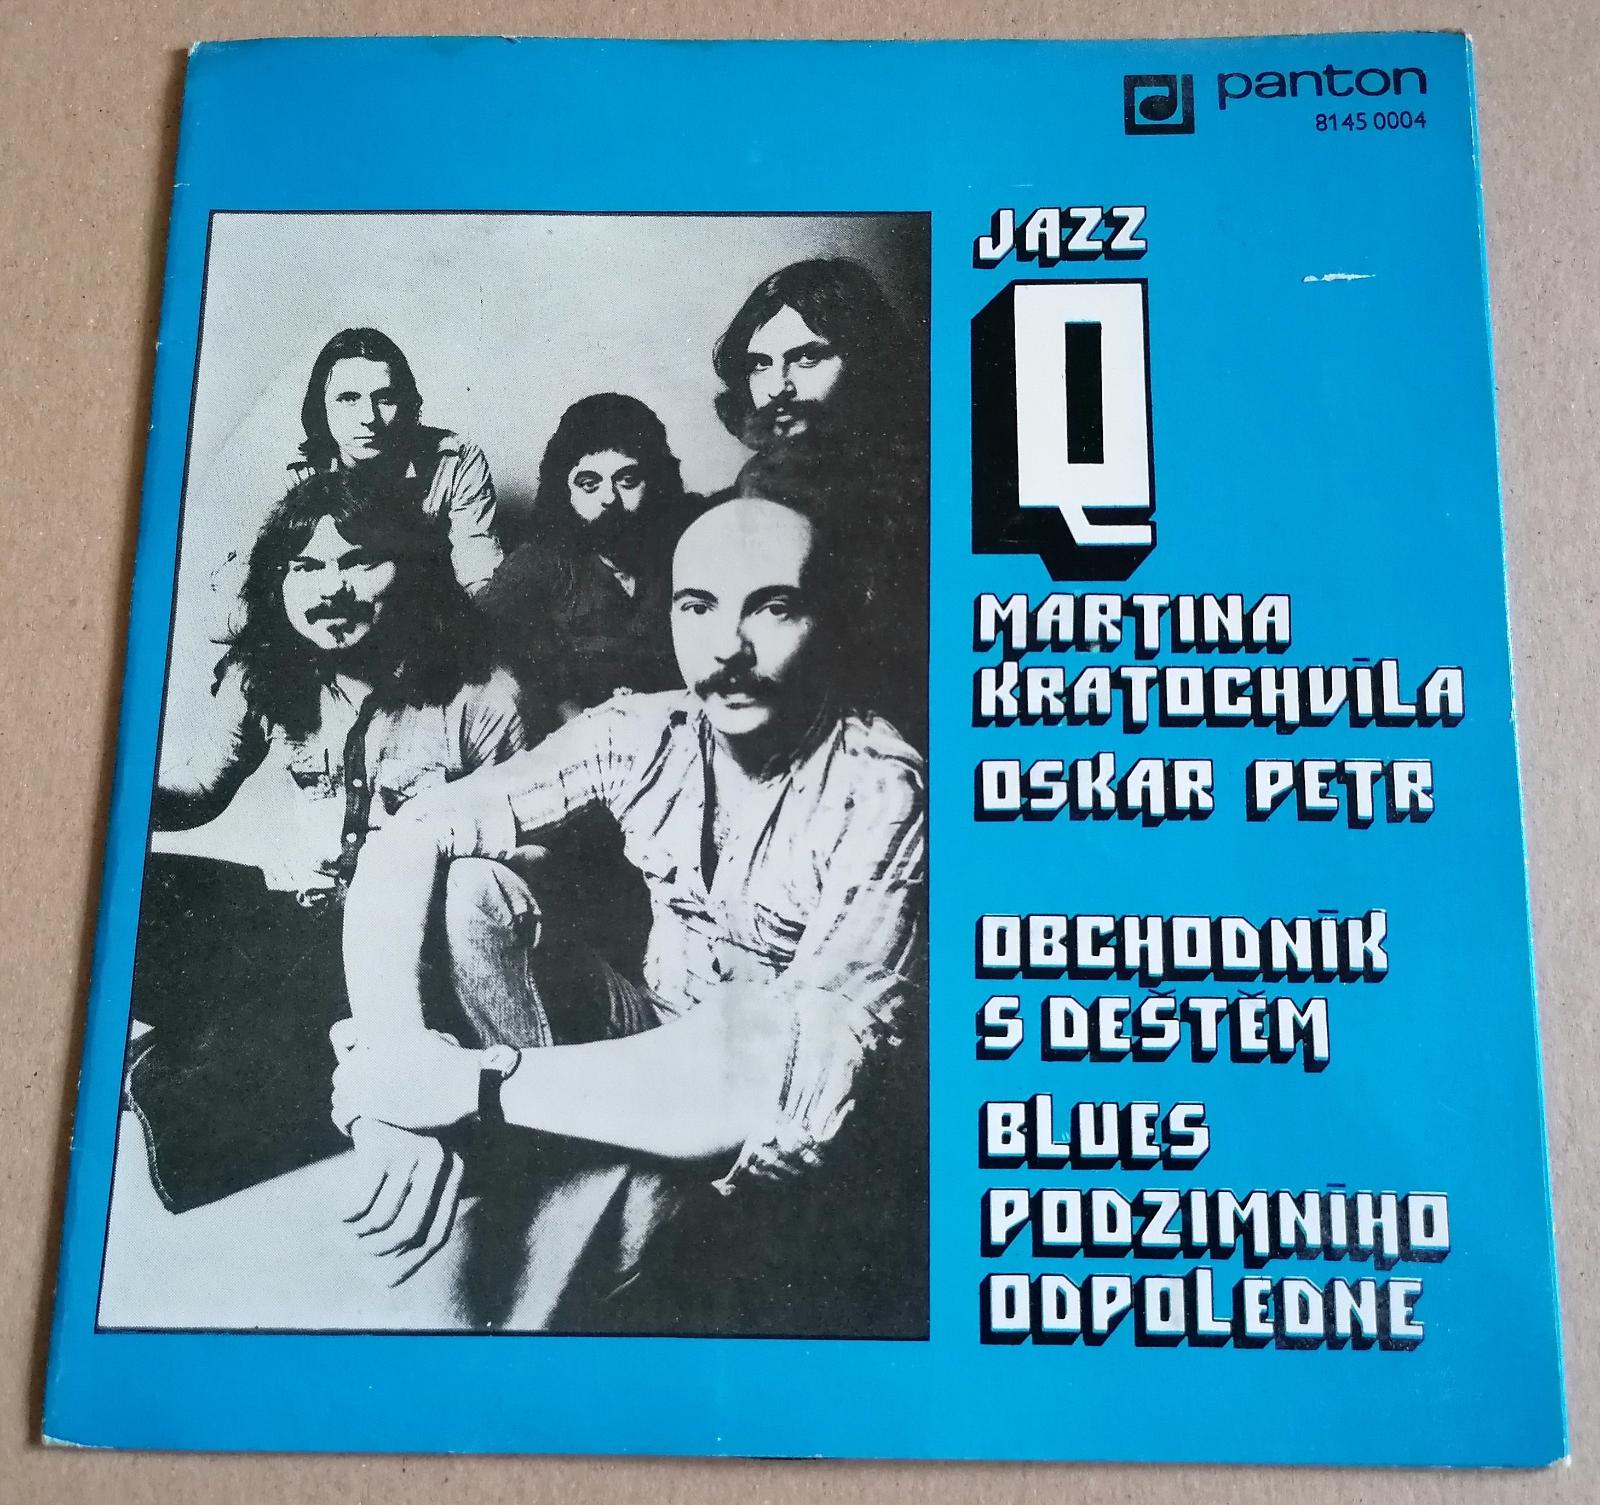 panton
8145 0004
JAZZ
Q
MARTINA
KRATOCHVÍLA
OSKAR PETR
OBCHODNÍK
S DEŠTĚM
BLUES
PODZIMNÍHO
ODPOLEDNE